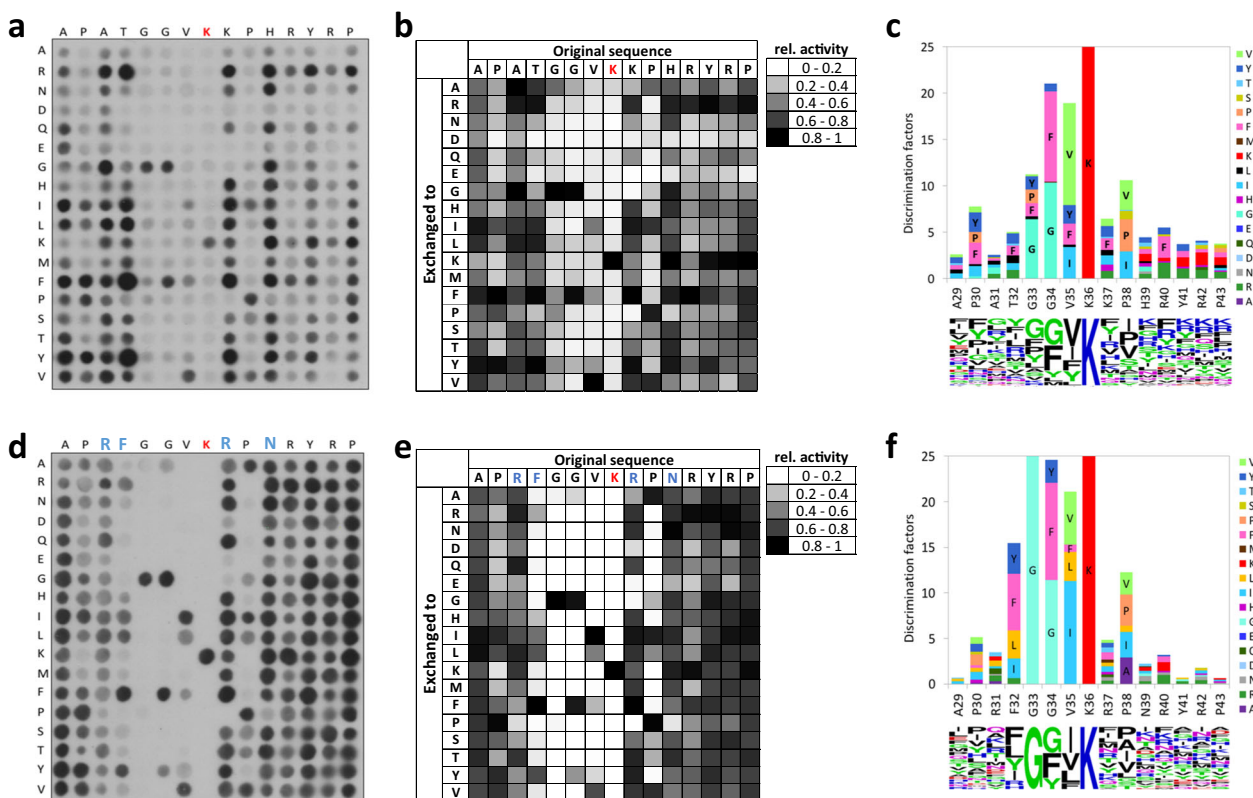 a
A P A T G G V K K P H R Y R P
A
R
N
D
Q
E
G
H
I
L
K
M
F
P
S
T
Y
V
b
Original sequence
A P A T G G V K K P H R Y R P
Exchanged to
A
R
N
D
Q
E
G
H
I
L
K
M
F
P
S
T
Y
V
rel. activity
0 - 0.2
0.2 - 0.4
0.4 - 0.6
0.6 - 0.8
0.8 - 1
c
Discrimination factors
25
20
15
10
5
0
Y P F G
F G
V Y F I
K
F
P I
F
A29 P30 A31 T32 G33 G34 V35 K36 K37 P38 H39 R40 Y41 R42 P43
Y P F
F
V
Y
T
S
P
F
M
K
L
I
H
G
E
Q
D
N
R
A
d
A P R F G G V K R P N R Y R P
A
R
N
D
Q
E
G
H
I
L
K
M
F
P
S
T
Y
V
e
Original sequence
A P R F G G V K R P N R Y R P
Exchanged to
A
R
N
D
Q
E
G
H
I
L
K
M
F
P
S
T
Y
V
rel. activity
0 - 0.2
0.2 - 0.4
0.4 - 0.6
0.6 - 0.8
0.8 - 1
f
Discrimination factors
25
20
15
10
5
0
Y F L I
G
Y F G
V F L I
K
V P I A
A29 P30 R31 F32 G33 G34 V35 K36 R37 P38 N39 R40 Y41 R42 P43